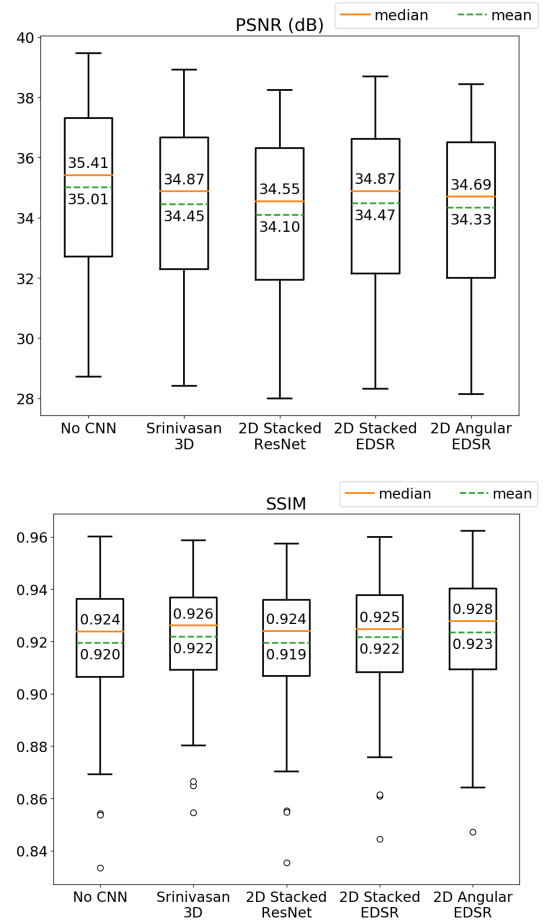 PSNR (dB)
median
mean
40
38
36
34
32
30
28
35.41
35.01
34.87
34.45
34.55
34.10
34.87
34.47
34.69
34.33
No CNN
Srinivasan
3D
2D Stacked
ResNet
2D Stacked
EDSR
2D Angular
EDSR
SSIM
median
mean
0.96
0.94
0.92
0.90
0.88
0.86
0.84
0.924
0.920
0.926
0.922
0.924
0.919
0.925
0.922
0.928
0.923
No CNN
Srinivasan
3D
2D Stacked
ResNet
2D Stacked
EDSR
2D Angular
EDSR